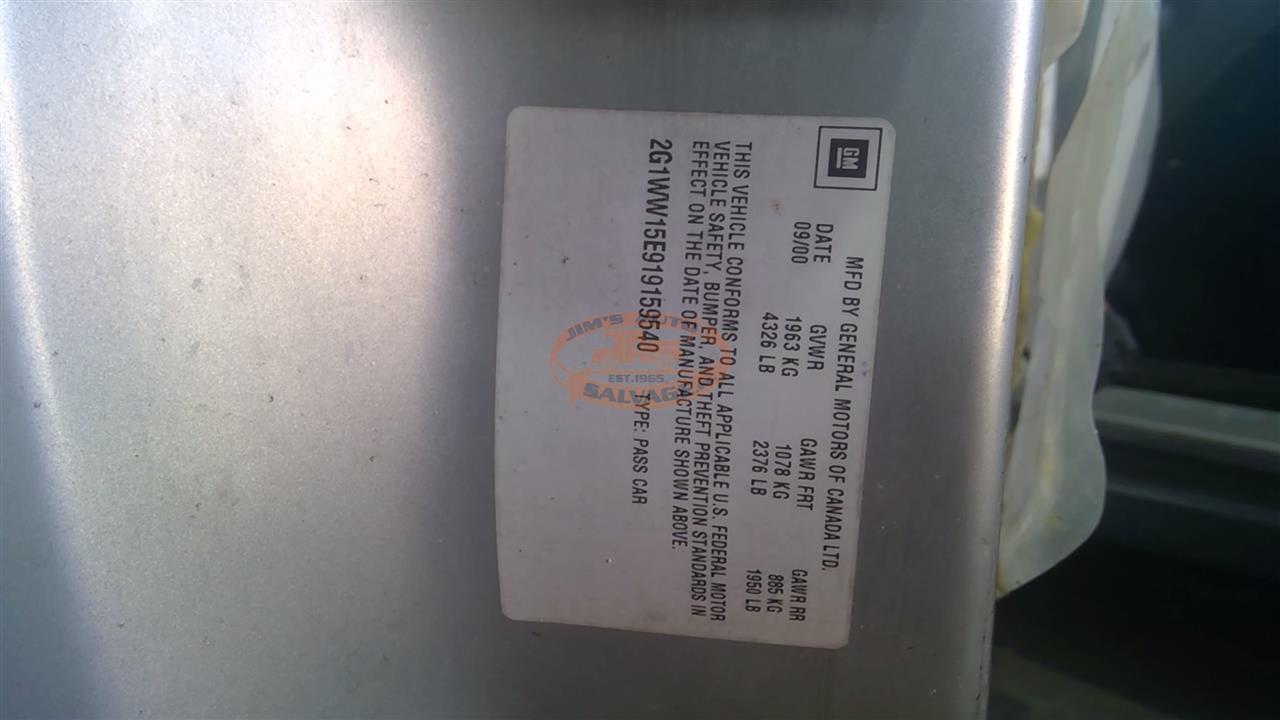 GM
MFD BY GENERAL MOTORS OF CANADA LTD.
DATE GVWR GAWR FRT GAWR RR
09/00 1963 KG 1078 KG 885 KG
4326 LB 2376 LB 1950 LB
THIS VEHICLE CONFORMS TO ALL APPLICABLE U.S. FEDERAL MOTOR
VEHICLE SAFETY, BUMPER, AND THEFT PREVENTION STANDARDS IN
EFFECT ON THE DATE OF MANUFACTURE SHOWN ABOVE.
2G1WW15E919159540 TYPE: PASS CAR
JIM'S AUTO
EST.1965
SALVAGE